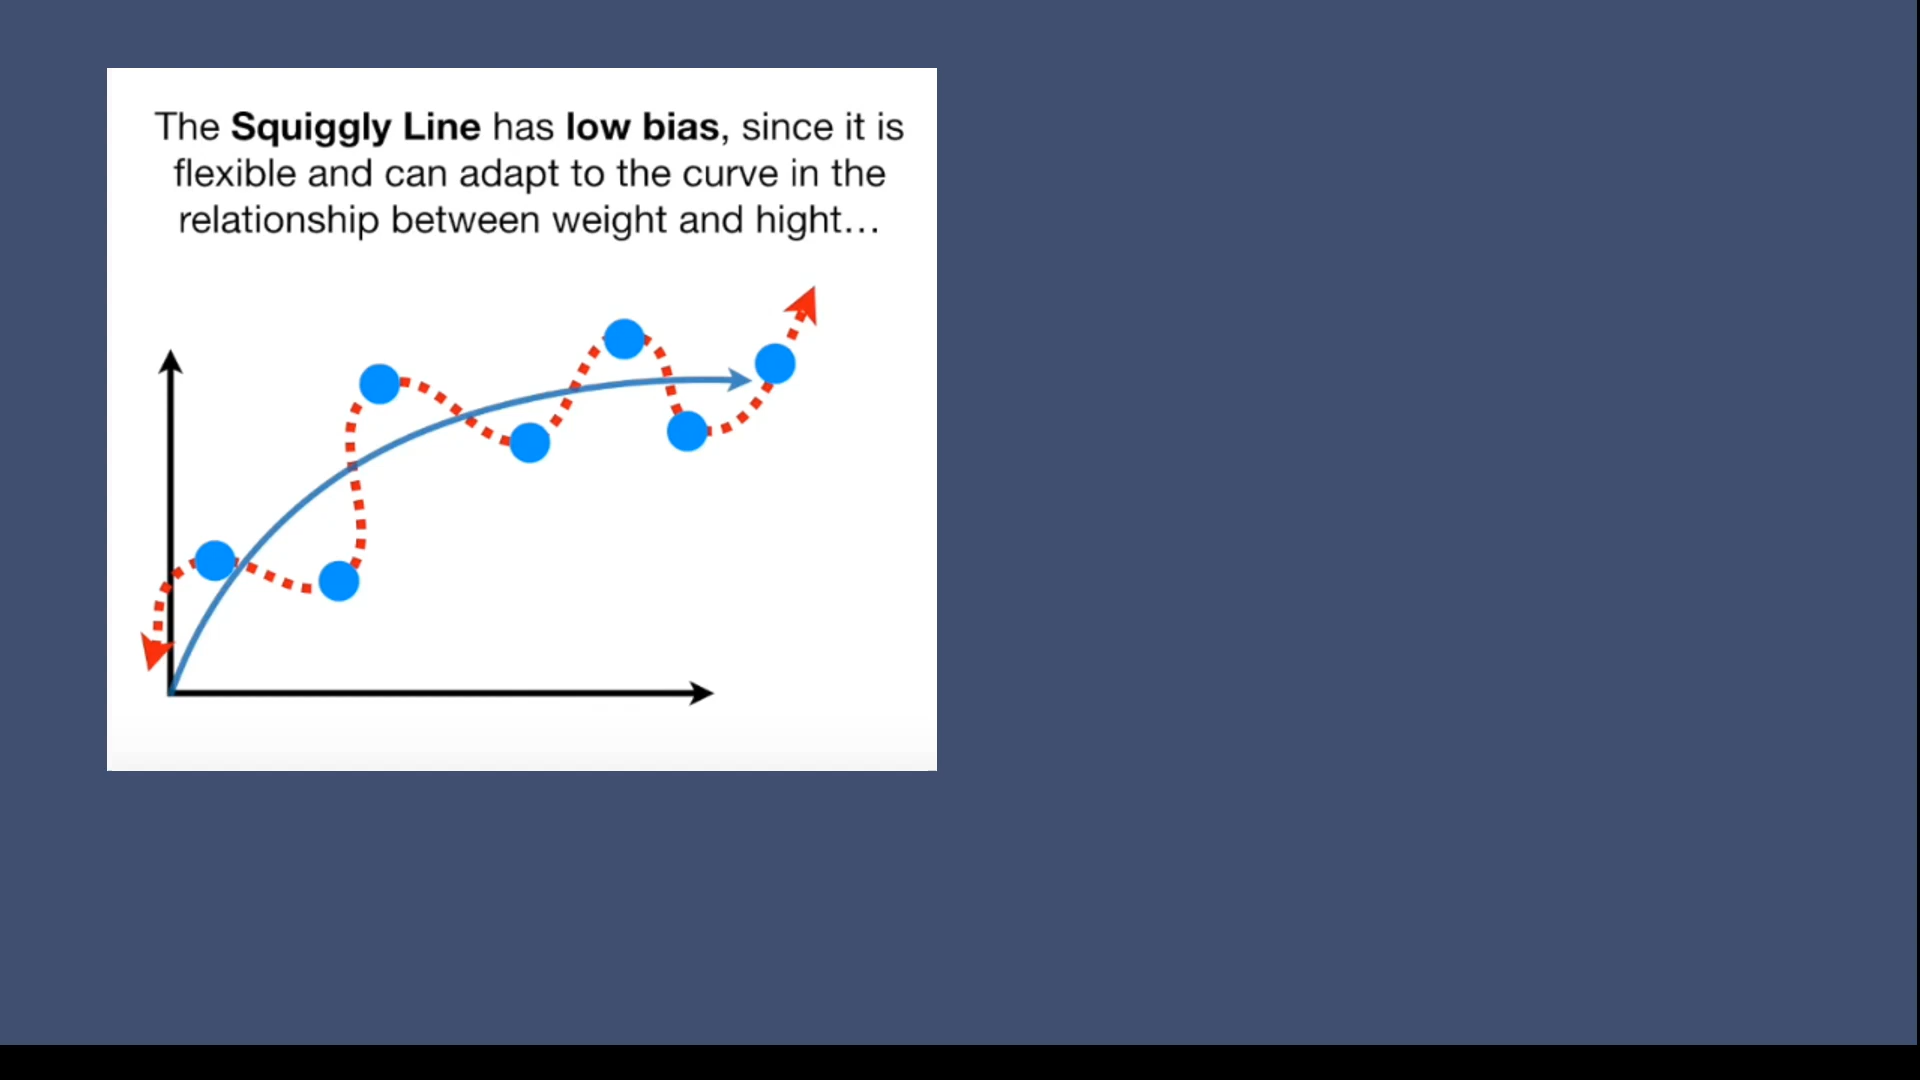 The Squiggly Line has low bias, since it is
flexible and can adapt to the curve in the
relationship between weight and hight...